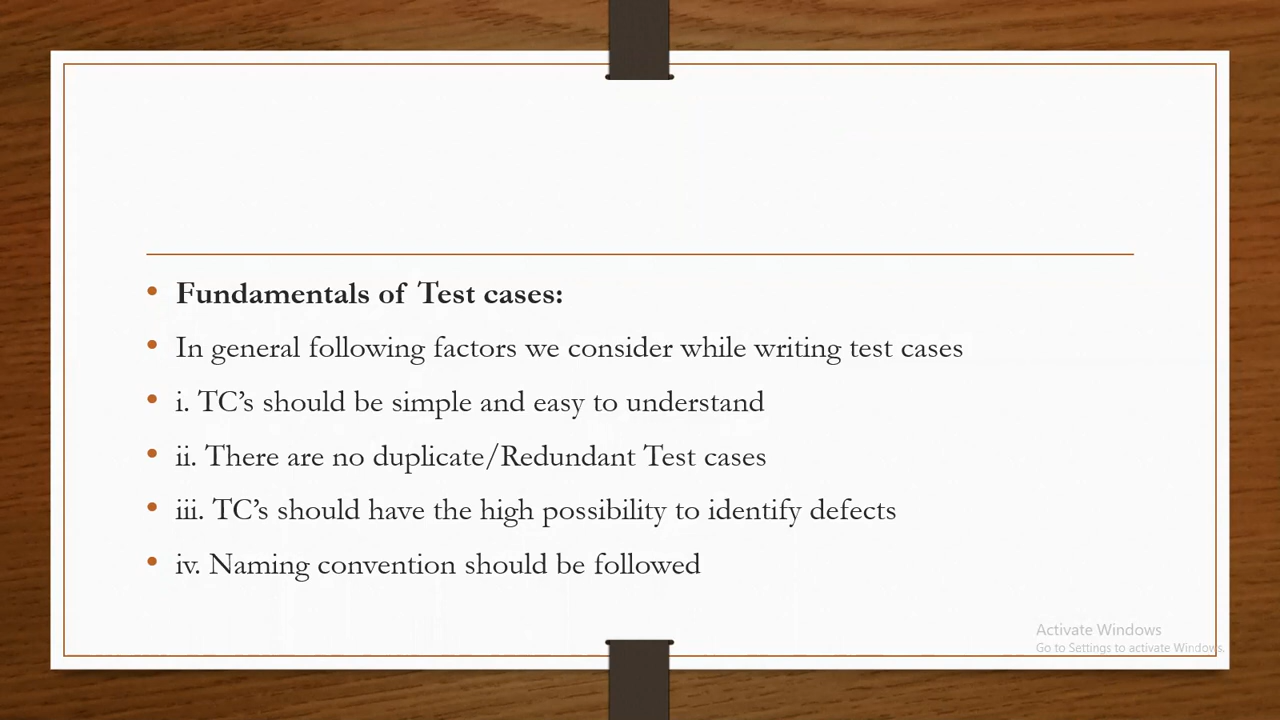 • Fundamentals of Test cases:
• In general following factors we consider while writing test cases
• i. TC’s should be simple and easy to understand
• ii. There are no duplicate/Redundant Test cases
• iii. TC’s should have the high possibility to identify defects
• iv. Naming convention should be followed
Activate Windows
Go to Settings to activate Windows.